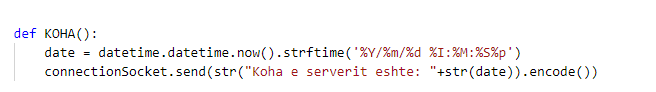 def KOHA():
    date = datetime.datetime.now().strftime('%Y/%m/%d %I:%M:%S%p')
    connectionSocket.send(str("Koha e serverit eshte: "+str(date)).encode())